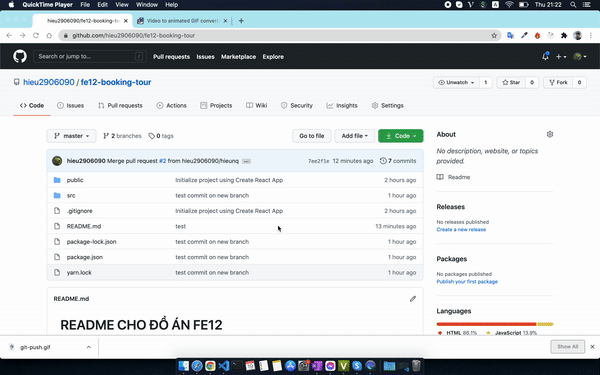 QuickTime Player File Edit View Window Help Thu 21:22
hieu2906090/fe12-booking-tour Video to animated GIF convert
github.com/hieu2906090/fe12-booking-tour
Search or jump to... / Pull requests Issues Marketplace Explore
hieu2906090 / fe12-booking-tour Unwatch 1 Star 0 Fork 0
Code Issues Pull requests Actions Projects Wiki Security Insights Settings
master 2 branches 0 tags Go to file Add file Code
hieu2906090 Merge pull request #2 from hieu2906090/hieunq ... 7ee2f1e 12 minutes ago 7 commits
public Initialize project using Create React App 2 hours ago
src test commit on new branch 1 hour ago
.gitignore Initialize project using Create React App 2 hours ago
README.md test 13 minutes ago
package-lock.json test commit on new branch 1 hour ago
package.json test commit on new branch 1 hour ago
yarn.lock test commit on new branch 1 hour ago
README.md
README CHO ĐỒ ÁN FE12
About
No description, website, or topics
provided.
Readme
Releases
No releases published
Create a new release
Packages
No packages published
Publish your first package
Languages
HTML 86.1% JavaScript 13.9%
git-push.gif Show All